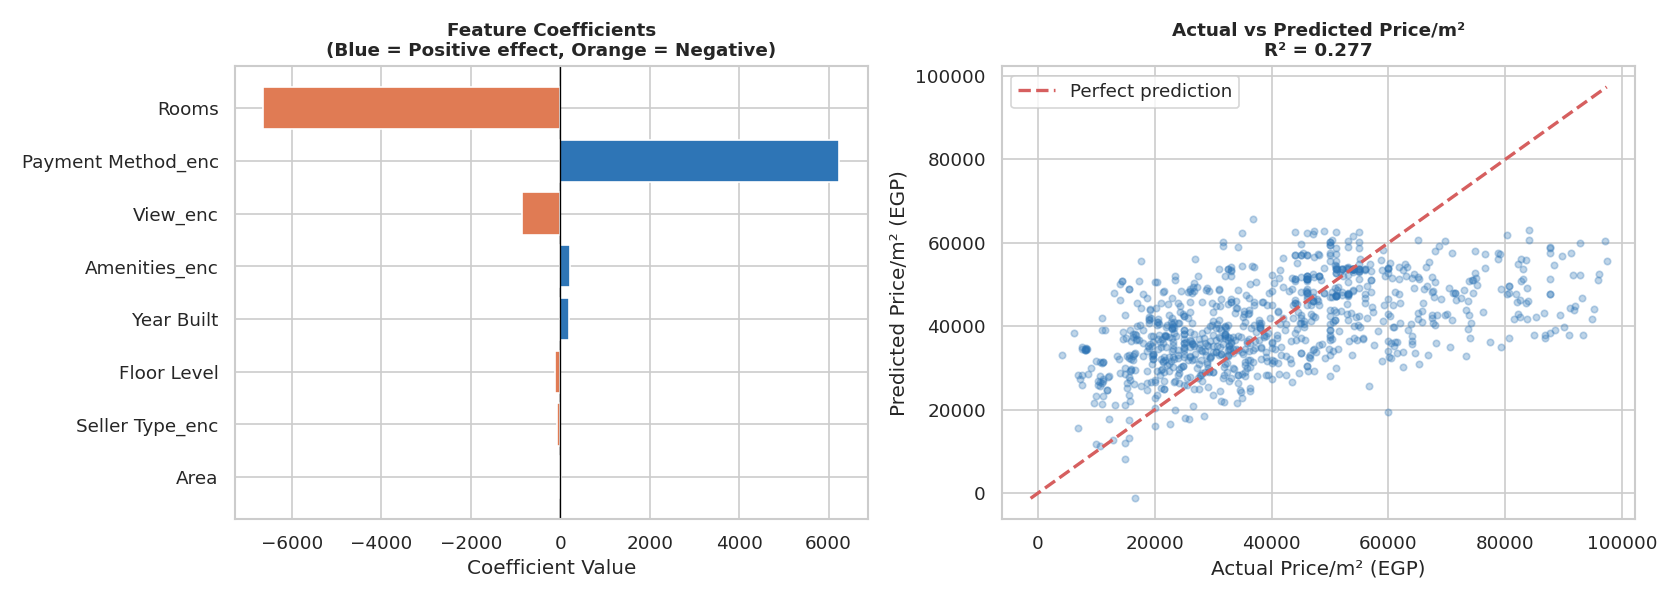 Feature Coefficients
(Blue = Positive effect, Orange = Negative)
Rooms
Payment Method_enc
View_enc
Amenities_enc
Year Built
Floor Level
Seller Type_enc
Area
−6000
−4000
−2000
0
2000
4000
6000
Coefficient Value
Actual vs Predicted Price/m²
R² = 0.277
Perfect prediction
Predicted Price/m² (EGP)
100000
80000
60000
40000
20000
0
0
20000
40000
60000
80000
100000
Actual Price/m² (EGP)